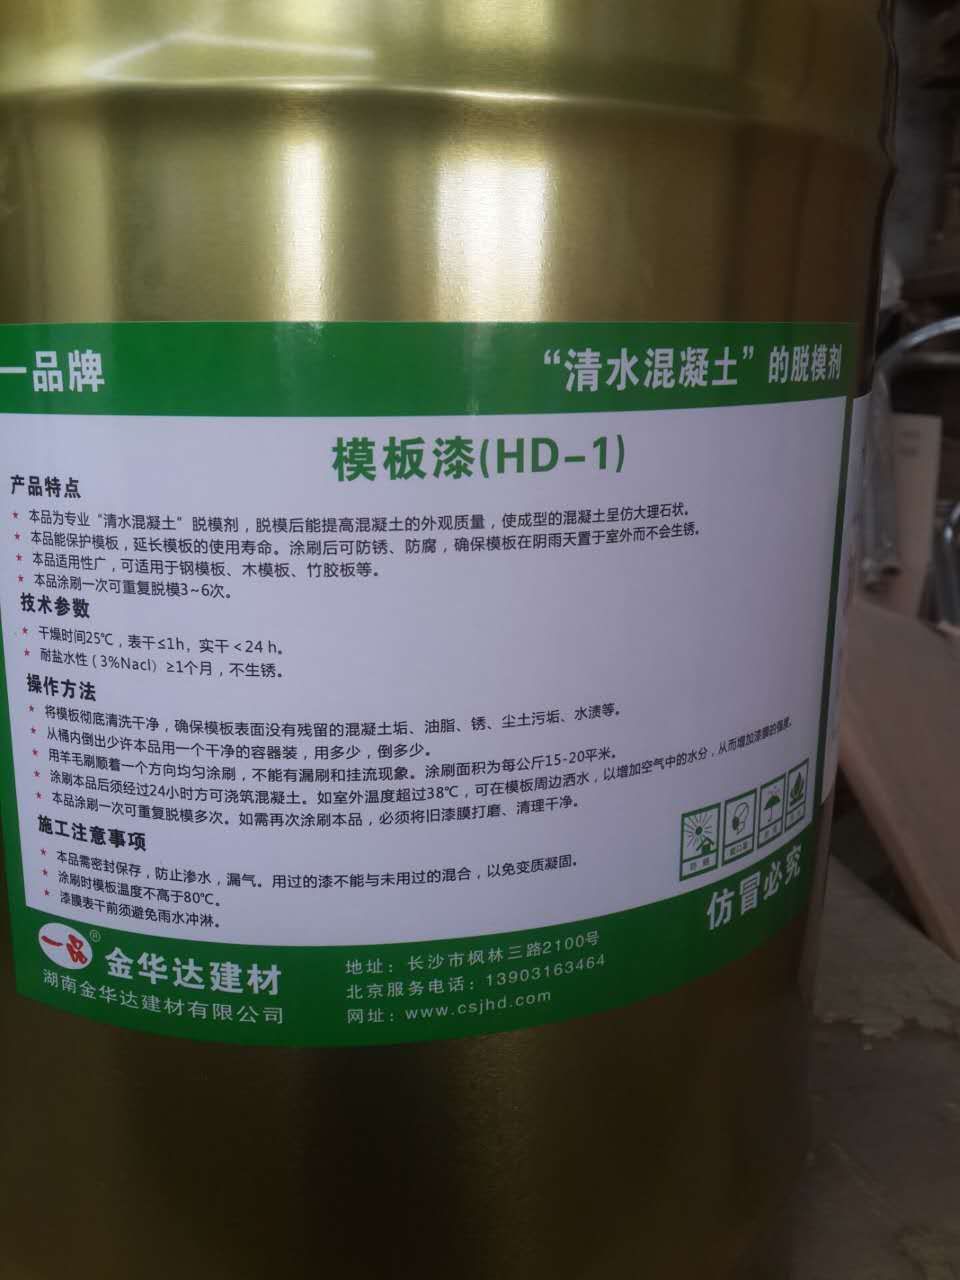 一品牌
“清水混凝土”的脱模剂
模板漆(HD-1)
产品特点
★ 本品为专业“清水混凝土”脱模剂，脱模后能提高混凝土的外观质量，使成型的混凝土呈仿大理石状。
★ 本品能保护模板，延长模板的使用寿命。涂刷后可防锈、防腐，确保模板在阴雨天置于室外而不会生锈。
★ 本品适用性广，可适用于钢模板、木模板、竹胶板等。
★ 本品涂刷一次可重复脱模3~6次。
技术参数
★ 干燥时间25℃，表干≤1h，实干＜24 h。
★ 耐盐水性（3%Nacl）≥1个月，不生锈。
操作方法
★ 将模板彻底清洗干净，确保模板表面没有残留的混凝土垢、油脂、锈、尘土污垢、水渍等。
★ 从桶内倒出少许本品用一个干净的容器装，用多少，倒多少。
★ 用羊毛刷顺着一个方向均匀涂刷，不能有漏刷和挂流现象。涂刷面积为每公斤15-20平米。
★ 涂刷本品后须经过24小时方可浇筑混凝土。如室外温度超过38℃，可在模板周边洒水，以增加空气中的水分，从而增加漆膜的强度。
★ 本品涂刷一次可重复脱模多次。如需再次涂刷本品，必须将旧漆膜打磨、清理干净。
施工注意事项
★ 本品需密封保存，防止渗水，漏气。用过的漆不能与未用过的混合，以免变质凝固。
★ 涂刷时模板温度不高于80℃。
★ 漆膜表干前须避免雨水冲淋。
防晒
戴口罩
仿冒必究
一品® 金华达建材
湖南金华达建材有限公司
地址：长沙市枫林三路2100号
北京服务电话：13903163464
网址：www.csjhd.com